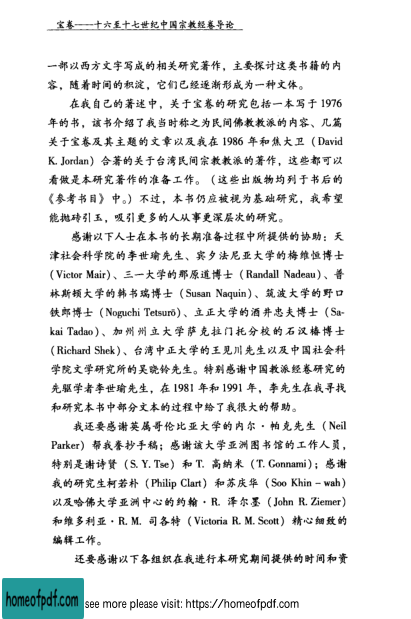 宝卷----十六至十七世纪中国宗教经卷导论
一部以西方文字写成的相关研究著作，主要探讨这类书籍的内
容，随着时间的积淀，它们已经逐渐形成为一种文体。
在我自己的著述中，关于宝卷的研究包括一本写于 1976
年的书，该书介绍了我当时称之为民间佛教教派的内容、几篇
关于宝卷及其主题的文章以及我在 1986 年和焦大卫（David
K. Jordan）合著的关于台湾民间宗教教派的著作，这些都可以
看做是本研究著作的准备工作。（这些出版物均列于书后的
《参考书目》中。）不过，本书仍应被视为基础研究，我希望
能抛砖引玉，吸引更多的人从事更深层次的研究。
感谢以下人士在本书的长期准备过程中所提供的协助：天
津社会科学院的李世瑜先生、宾夕法尼亚大学的梅维恒博士
（Victor Mair）、三一大学的那原道博士（Randall Nadeau）、普
林斯顿大学的韩书瑞博士（Susan Naquin）、筑波大学的野口
铁郎博士（Noguchi Tetsurō）、立正大学的酒井忠夫博士（Sa-
kai Tadao）、加州州立大学萨克拉门托分校的石汉椿博士
（Richard Shek）、台湾中正大学的王见川先生以及中国社会科
学院文学研究所的吴晓铃先生。特别感谢中国教派经卷研究的
先驱学者李世瑜先生，在 1981 年和 1991 年，李先生在我寻找
和研究本书中部分文本的过程中给了我很大的帮助。
我还要感谢英属哥伦比亚大学的内尔·帕克先生（Neil
Parker）帮我誊抄手稿；感谢该大学亚洲图书馆的工作人员，
特别是谢诗贤（S. Y. Tse）和 T. 高纳米（T. Gonnami）；感谢
我的研究生柯若朴（Philip Clart）和苏庆华（Soo Khin – wah）
以及哈佛大学亚洲中心的约翰·R. 泽尔墨（John R. Ziemer）
和维多利亚·R. M. 司各特（Victoria R. M. Scott）精心细致的
编辑工作。
还要感谢以下各组织在我进行本研究期间提供的时间和资
homeofpdf.com see more please visit: https://homeofpdf.com